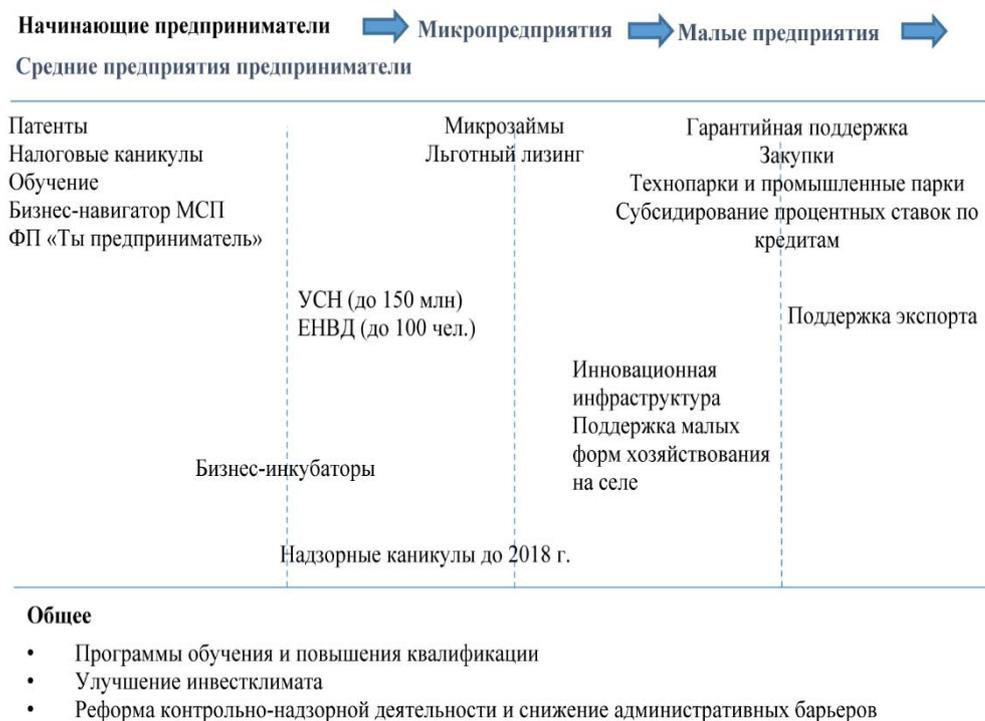 Начинающие предприниматели
Микропредприятия
Малые предприятия
Средние предприятия предприниматели
Патенты
Налоговые каникулы
Обучение
Бизнес-навигатор МСП
ФП «Ты предприниматель»
Микрозаймы
Льготный лизинг
Гарантийная поддержка
Закупки
Технопарки и промышленные парки
Субсидирование процентных ставок по
кредитам
УСН (до 150 млн)
ЕНВД (до 100 чел.)
Поддержка экспорта
Инновационная
инфраструктура
Поддержка малых
форм хозяйствования
на селе
Бизнес-инкубаторы
Надзорные каникулы до 2018 г.
Общее
• Программы обучения и повышения квалификации
• Улучшение инвестклимата
• Реформа контрольно-надзорной деятельности и снижение административных барьеров